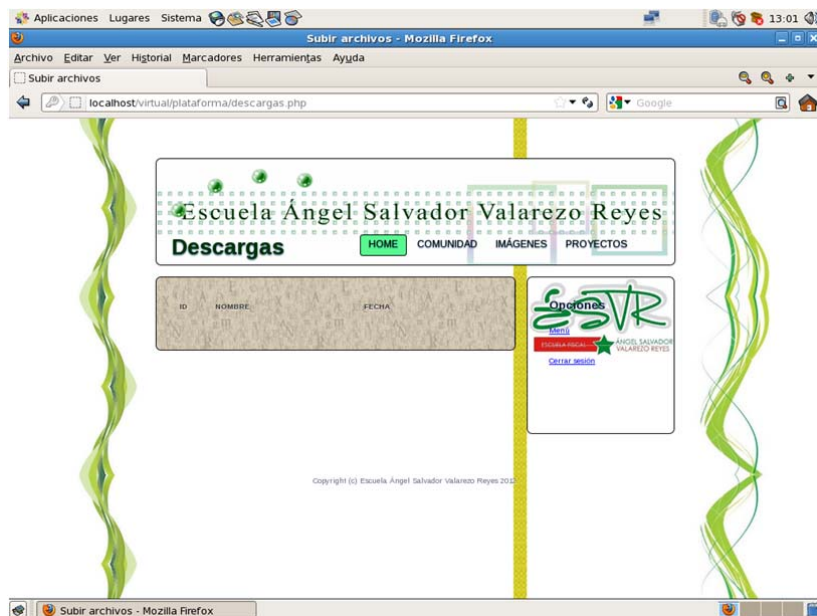 Aplicaciones Lugares Sistema 13:01
Subir archivos - Mozilla Firefox
Archivo Editar Ver Historial Marcadores Herramientas Ayuda
Subir archivos
localhost/virtual/plataforma/descargas.php Google
Escuela Ángel Salvador Valarezo Reyes
Descargas HOME COMUNIDAD IMÁGENES PROYECTOS
ID NOMBRE FECHA
Opciones
Menú
ESCUELA FISCAL ÁNGEL SALVADOR
VALAREZO REYES
Cerrar sesión
Copyright (c) Escuela Ángel Salvador Valarezo Reyes
Subir archivos - Mozilla Firefox